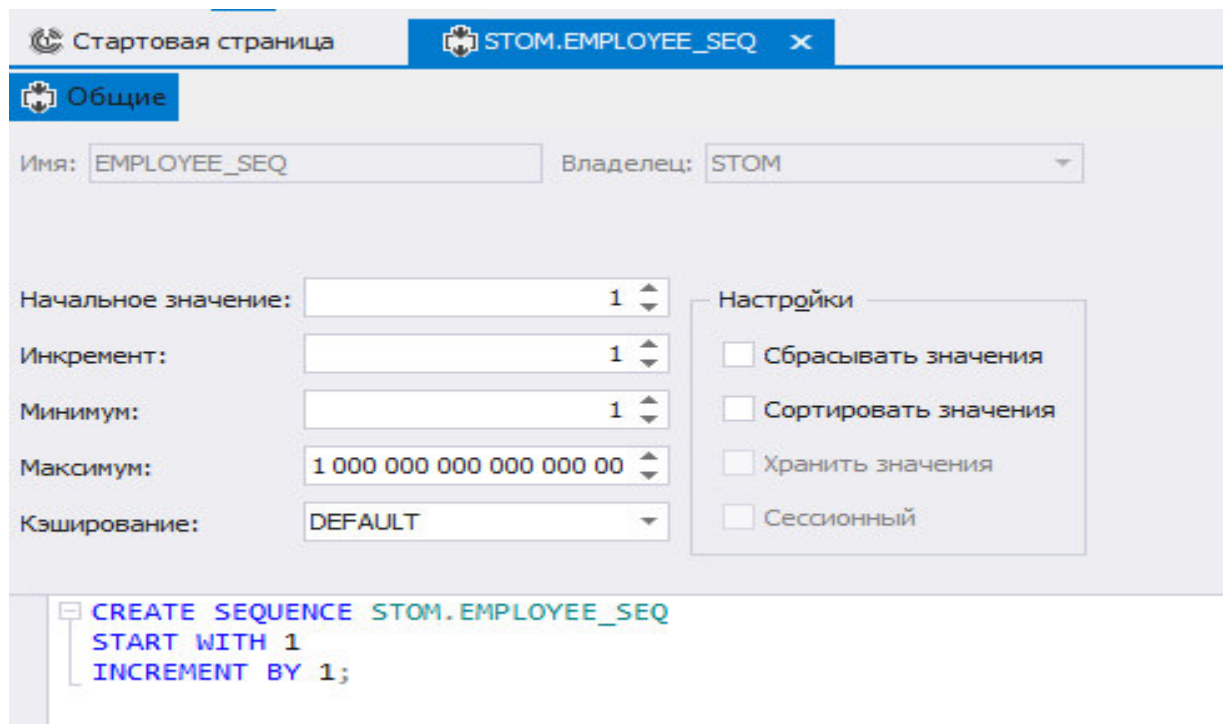 Стартовая страница STOM.EMPLOYEE_SEQ ×
Общие
Имя: EMPLOYEE_SEQ Владелец: STOM
Начальное значение: 1 Настройки
Инкремент: 1 Сбрасывать значения
Минимум: 1 Сортировать значения
Максимум: 1 000 000 000 000 000 00 Хранить значения
Кэширование: DEFAULT Сессионный
CREATE SEQUENCE STOM.EMPLOYEE_SEQ
START WITH 1
INCREMENT BY 1;